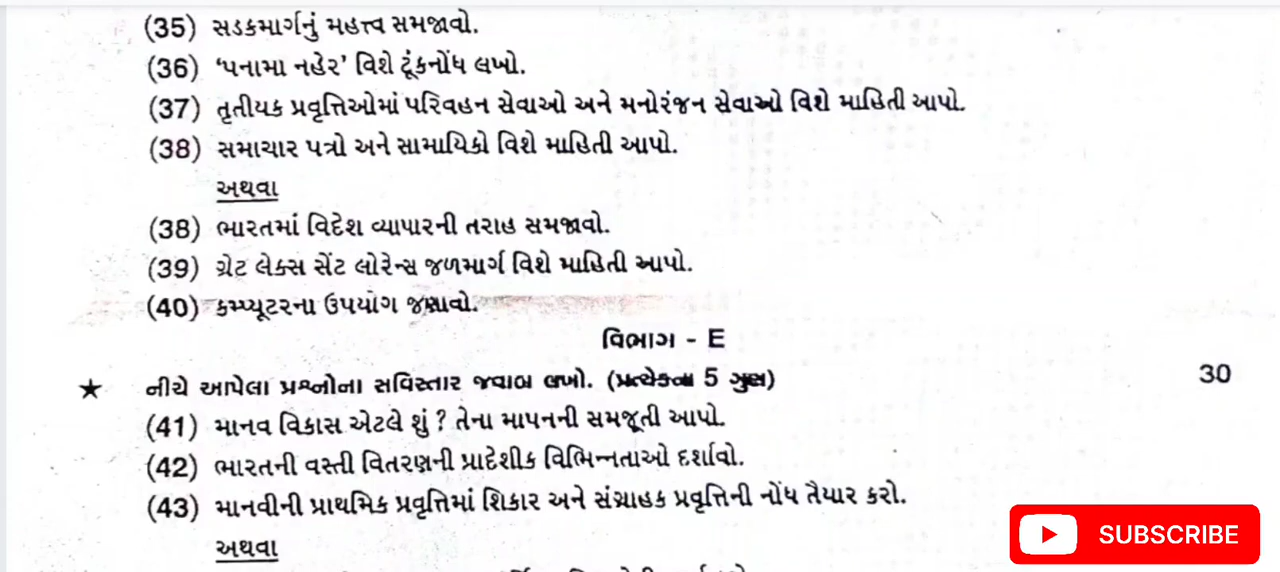 (35) સડકમાર્ગનું મહત્ત્વ સમજાવો.
(36) ‘પનામા નહેર’ વિશે ટૂંકનોંધ લખો.
(37) તૃતીયક પ્રવૃત્તિઓમાં પરિવહન સેવાઓ અને મનોરંજન સેવાઓ વિશે માહિતી આપો.
(38) સમાચાર પત્રો અને સામાયિકો વિશે માહિતી આપો.
અથવા
(38) ભારતમાં વિદેશ વ્યાપારની તરાહ સમજાવો.
(39) ગ્રેટ લેક્સ સેંટ લોરેન્સ જળમાર્ગ વિશે માહિતી આપો.
(40) કમ્પ્યૂટરના ઉપયોગ જણાવો.
વિભાગ - E
★ નીચે આપેલા પ્રશ્નોના સવિસ્તાર જવાબ લખો. (પ્રત્યેકના 5 ગુણ) 30
(41) માનવ વિકાસ એટલે શું ? તેના માપનની સમજૂતી આપો.
(42) ભારતની વસ્તી વિતરણની પ્રાદેશીક વિભિન્નતાઓ દર્શાવો.
(43) માનવીની પ્રાથમિક પ્રવૃત્તિમાં શિકાર અને સંગ્રાહક પ્રવૃત્તિની નોંધ તૈયાર કરો.
SUBSCRIBE
અથવા